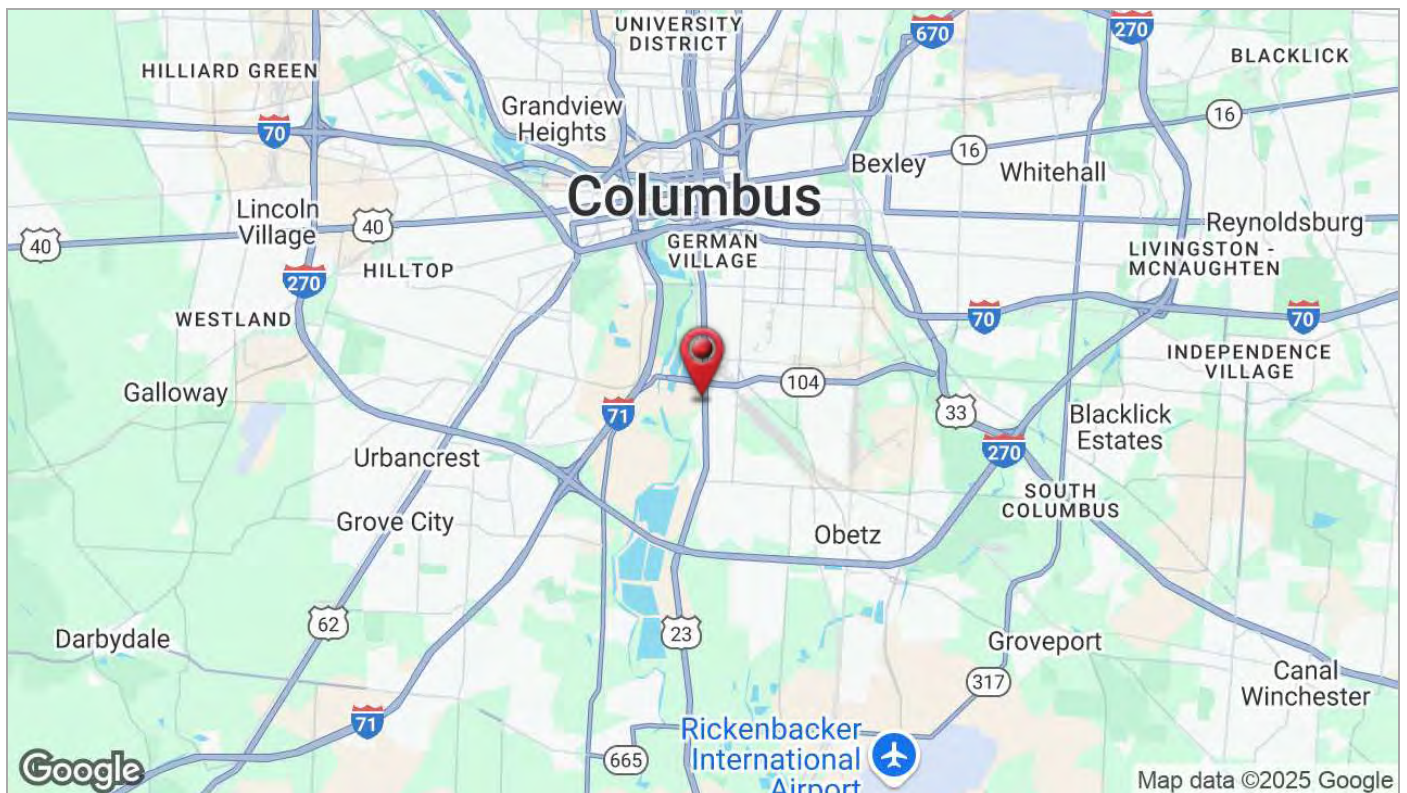 UNIVERSITY
DISTRICT
670
270
BLACKLICK
HILLIARD GREEN
Grandview
Heights
70
16
16
Bexley
Whitehall
Columbus
Lincoln
Village
40
40
Reynoldsburg
GERMAN
VILLAGE
LIVINGSTON -
MCNAUGHTEN
HILLTOP
270
WESTLAND
70
70
INDEPENDENCE
VILLAGE
Galloway
104
71
33
Blacklick
Estates
270
Urbancrest
SOUTH
COLUMBUS
Grove City
Obetz
62
23
Darbydale
Groveport
317
Canal
Winchester
71
Rickenbacker
International
Airport
665
Google
Map data ©2025 Google